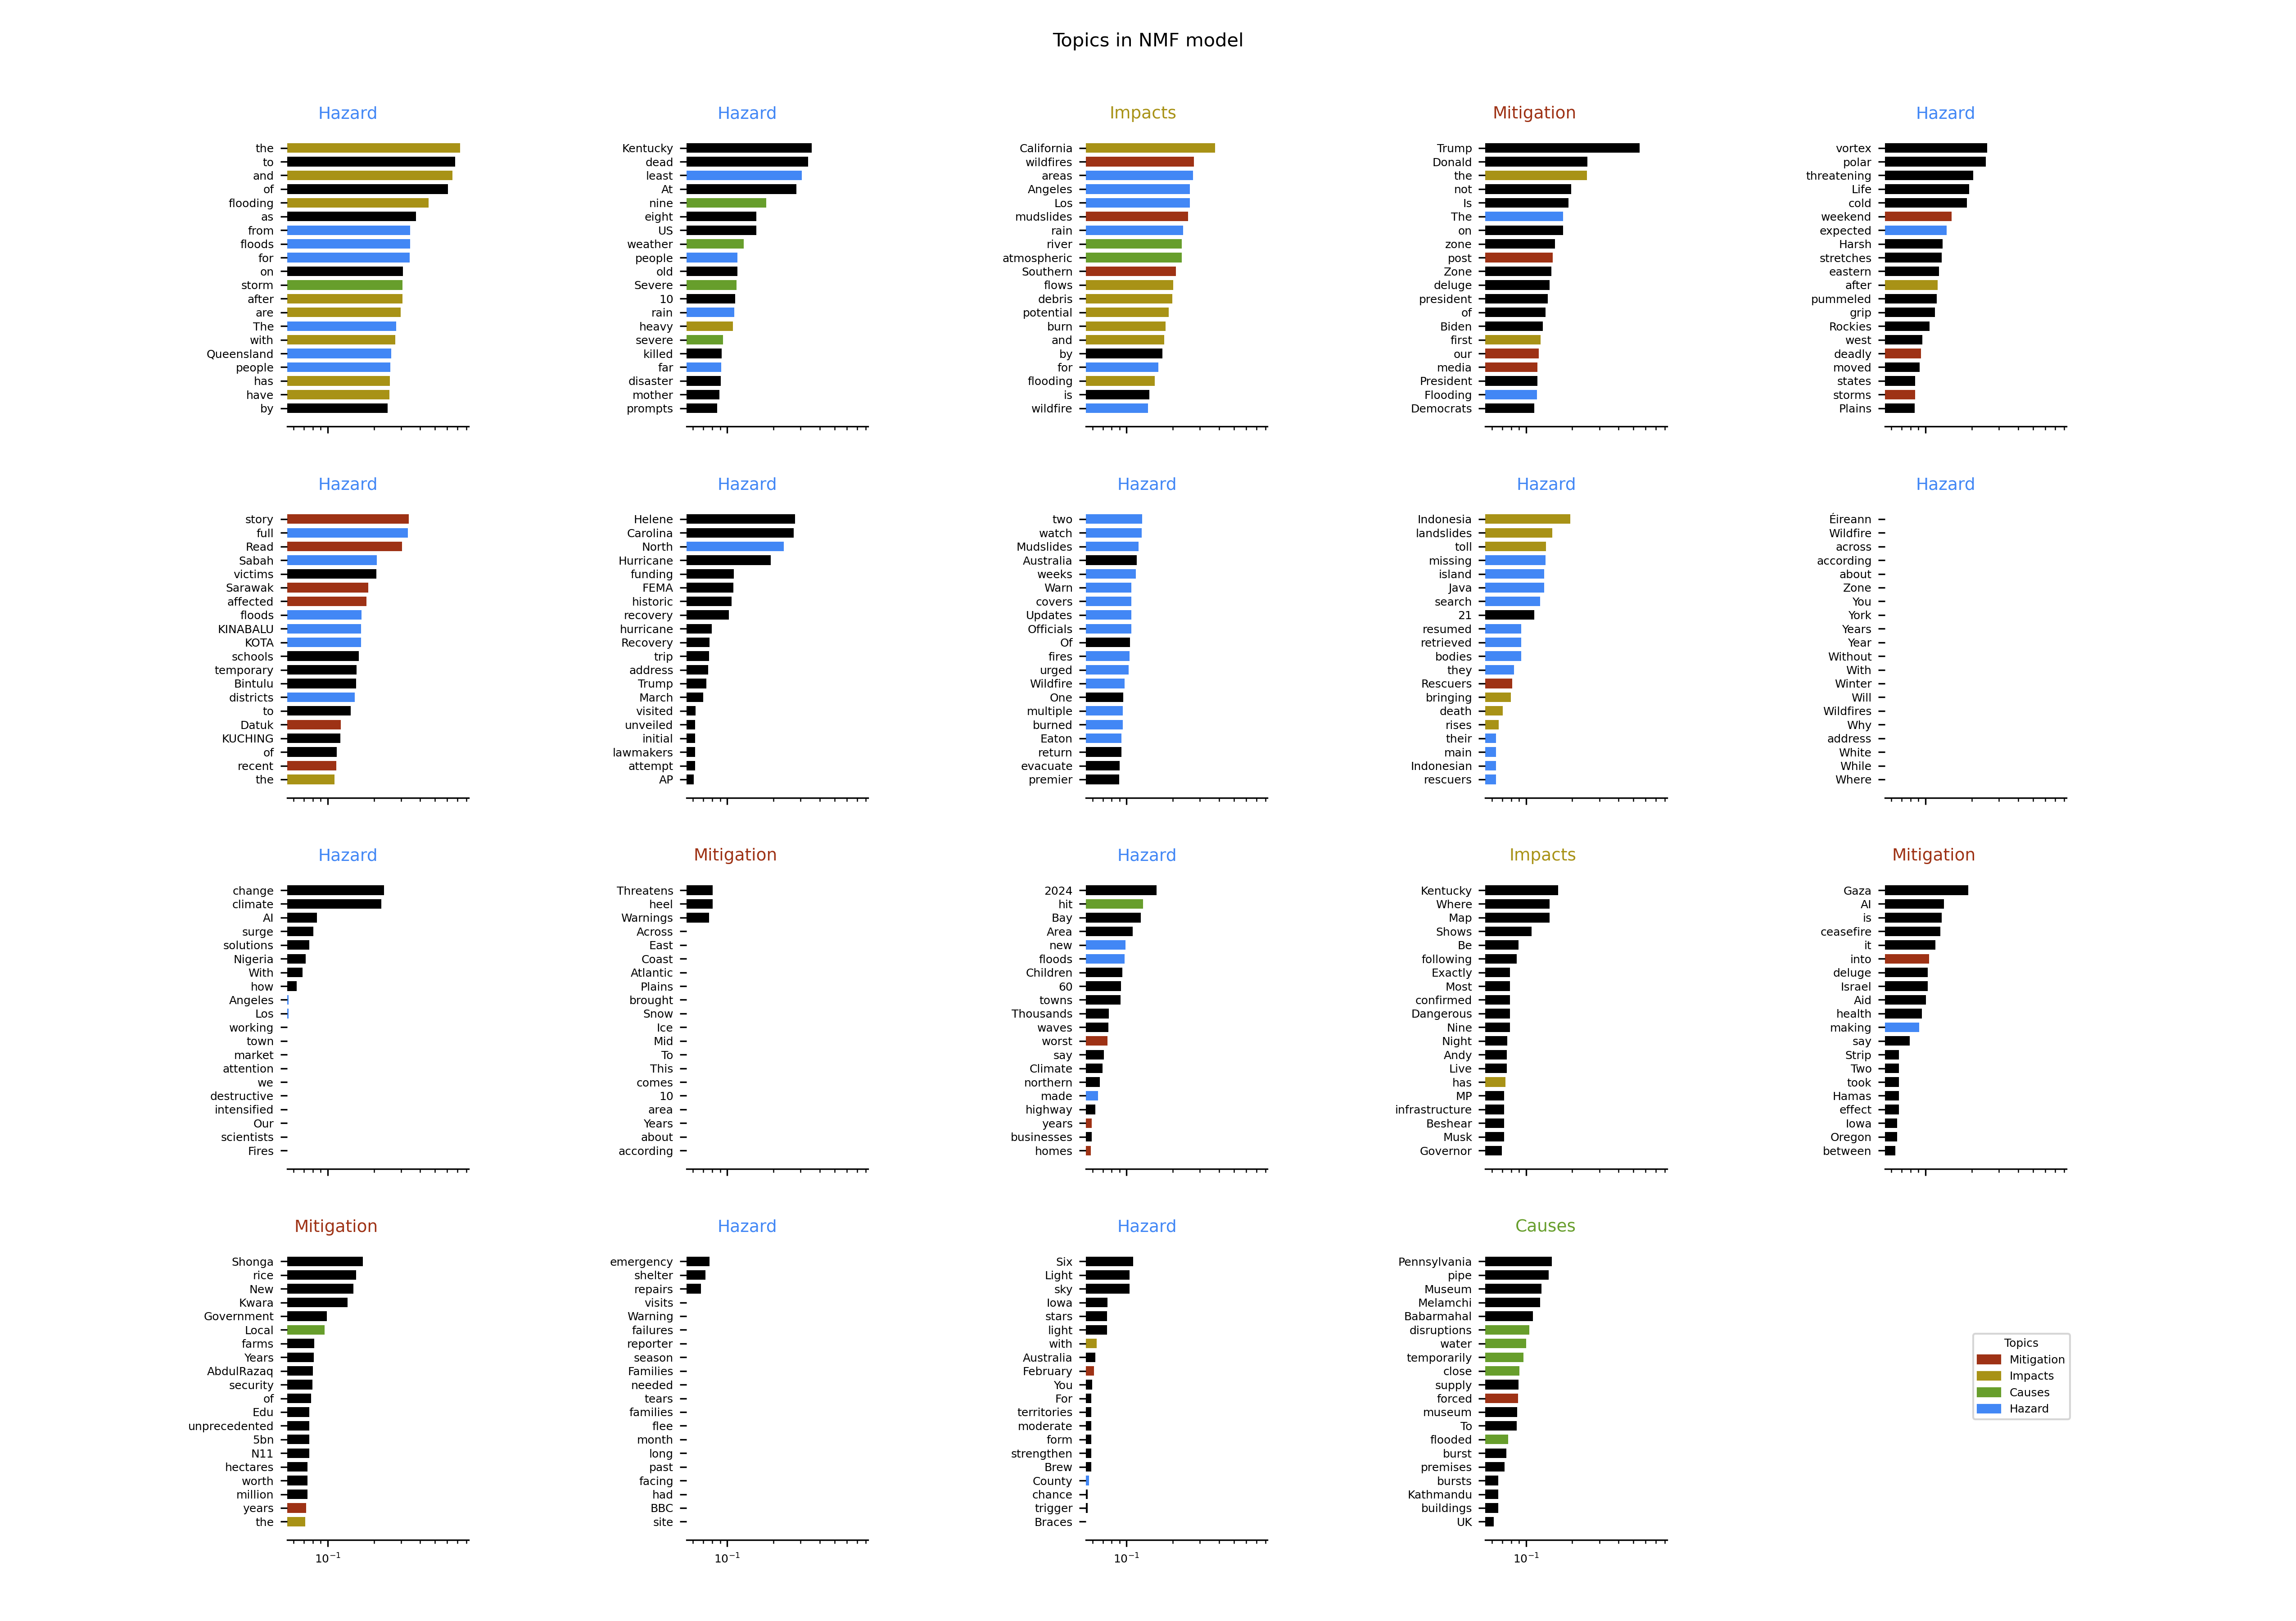 Topics in NMF model
Hazard
the
to
and
of
flooding
as
from
floods
for
on
storm
after
are
The
with
Queensland
people
has
have
by
Hazard
Kentucky
dead
least
At
nine
eight
US
weather
people
old
Severe
10
rain
heavy
severe
killed
far
disaster
mother
prompts
Impacts
California
wildfires
areas
Angeles
Los
mudslides
rain
river
atmospheric
Southern
flows
debris
potential
burn
and
by
for
flooding
is
wildfire
Mitigation
Trump
Donald
the
not
Is
The
on
zone
post
Zone
deluge
president
of
Biden
first
our
media
President
Flooding
Democrats
Hazard
vortex
polar
threatening
Life
cold
weekend
expected
Harsh
stretches
eastern
after
pummeled
grip
Rockies
west
deadly
moved
states
storms
Plains
Hazard
story
full
Read
Sabah
victims
Sarawak
affected
floods
KINABALU
KOTA
schools
temporary
Bintulu
districts
to
Datuk
KUCHING
of
recent
the
Hazard
Helene
Carolina
North
Hurricane
funding
FEMA
historic
recovery
hurricane
Recovery
trip
address
Trump
March
visited
unveiled
initial
lawmakers
attempt
AP
Hazard
two
watch
Mudslides
Australia
weeks
Warn
covers
Updates
Officials
Of
fires
urged
Wildfire
One
multiple
burned
Eaton
return
evacuate
premier
Hazard
Indonesia
landslides
toll
missing
island
Java
search
21
resumed
retrieved
bodies
they
Rescuers
bringing
death
rises
their
main
Indonesian
rescuers
Hazard
Éireann
Wildfire
across
according
about
Zone
You
York
Years
Year
Without
With
Winter
Will
Wildfires
Why
address
White
While
Where
Hazard
change
climate
AI
surge
solutions
Nigeria
With
how
Angeles
Los
working
town
market
attention
we
destructive
intensified
Our
scientists
Fires
Mitigation
Threatens
heel
Warnings
Across
East
Coast
Atlantic
Plains
brought
Snow
Ice
Mid
To
This
comes
10
area
Years
about
according
Hazard
2024
hit
Bay
Area
new
floods
Children
60
towns
Thousands
waves
worst
say
Climate
northern
made
highway
years
businesses
homes
Impacts
Kentucky
Where
Map
Shows
Be
following
Exactly
Most
confirmed
Dangerous
Nine
Night
Andy
Live
has
MP
infrastructure
Beshear
Musk
Governor
Mitigation
Gaza
AI
is
ceasefire
it
into
deluge
Israel
Aid
health
making
say
Strip
Two
took
Hamas
effect
Iowa
Oregon
between
Mitigation
Shonga
rice
New
Kwara
Government
Local
farms
Years
AbdulRazaq
security
of
Edu
unprecedented
5bn
N11
hectares
worth
million
years
the
10⁻¹
Hazard
emergency
shelter
repairs
visits
Warning
failures
reporter
season
Families
needed
tears
families
flee
month
long
past
facing
had
BBC
site
10⁻¹
Hazard
Six
Light
sky
Iowa
stars
light
with
Australia
February
You
For
territories
moderate
form
strengthen
Brew
County
chance
trigger
Braces
10⁻¹
Causes
Pennsylvania
pipe
Museum
Melamchi
Babarmahal
disruptions
water
temporarily
close
supply
forced
museum
To
flooded
burst
premises
bursts
Kathmandu
buildings
UK
10⁻¹
Topics
Mitigation
Impacts
Causes
Hazard